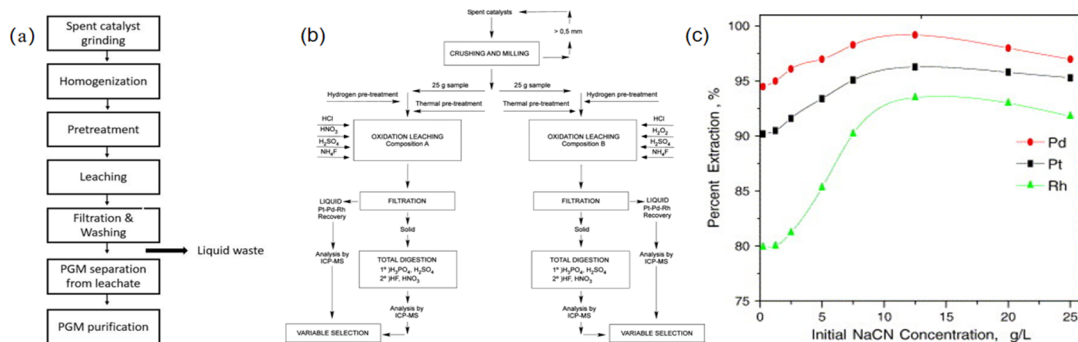 (a)
Spent catalyst
grinding
Homogenization
Pretreatment
Leaching
Filtration &
Washing
Liquid waste
PGM separation
from leachate
PGM purification
(b)
Spent catalysts
> 0,5 mm
CRUSHING AND MILLING
25 g sample
25 g sample
Hydrogen pre-treatment
Thermal pre-treatment
Thermal pre-treatment
Hydrogen pre-treatment
HCl
HNO3
H2SO4
NH4F
OXIDATION LEACHING
Composition A
OXIDATION LEACHING
Composition B
HCl
H2O2
H2SO4
NH4F
LIQUID
Pt-Pd-Rh
Recovery
FILTRATION
FILTRATION
LIQUID
Pt-Pd-Rh
Recovery
Solid
Solid
Analysis by
ICP-MS
TOTAL DIGESTION
1º )H3PO4, H2SO4
2º )HF, HNO3
TOTAL DIGESTION
1º )H3PO4, H2SO4
2º )HF, HNO3
Analysis by
ICP-MS
Analysis by
ICP-MS
Analysis by
ICP-MS
VARIABLE SELECTION
VARIABLE SELECTION
(c)
Percent Extraction , %
100
95
90
85
80
75
Pd
Pt
Rh
0 5 10 15 20 25
Initial NaCN Concentration, g/L